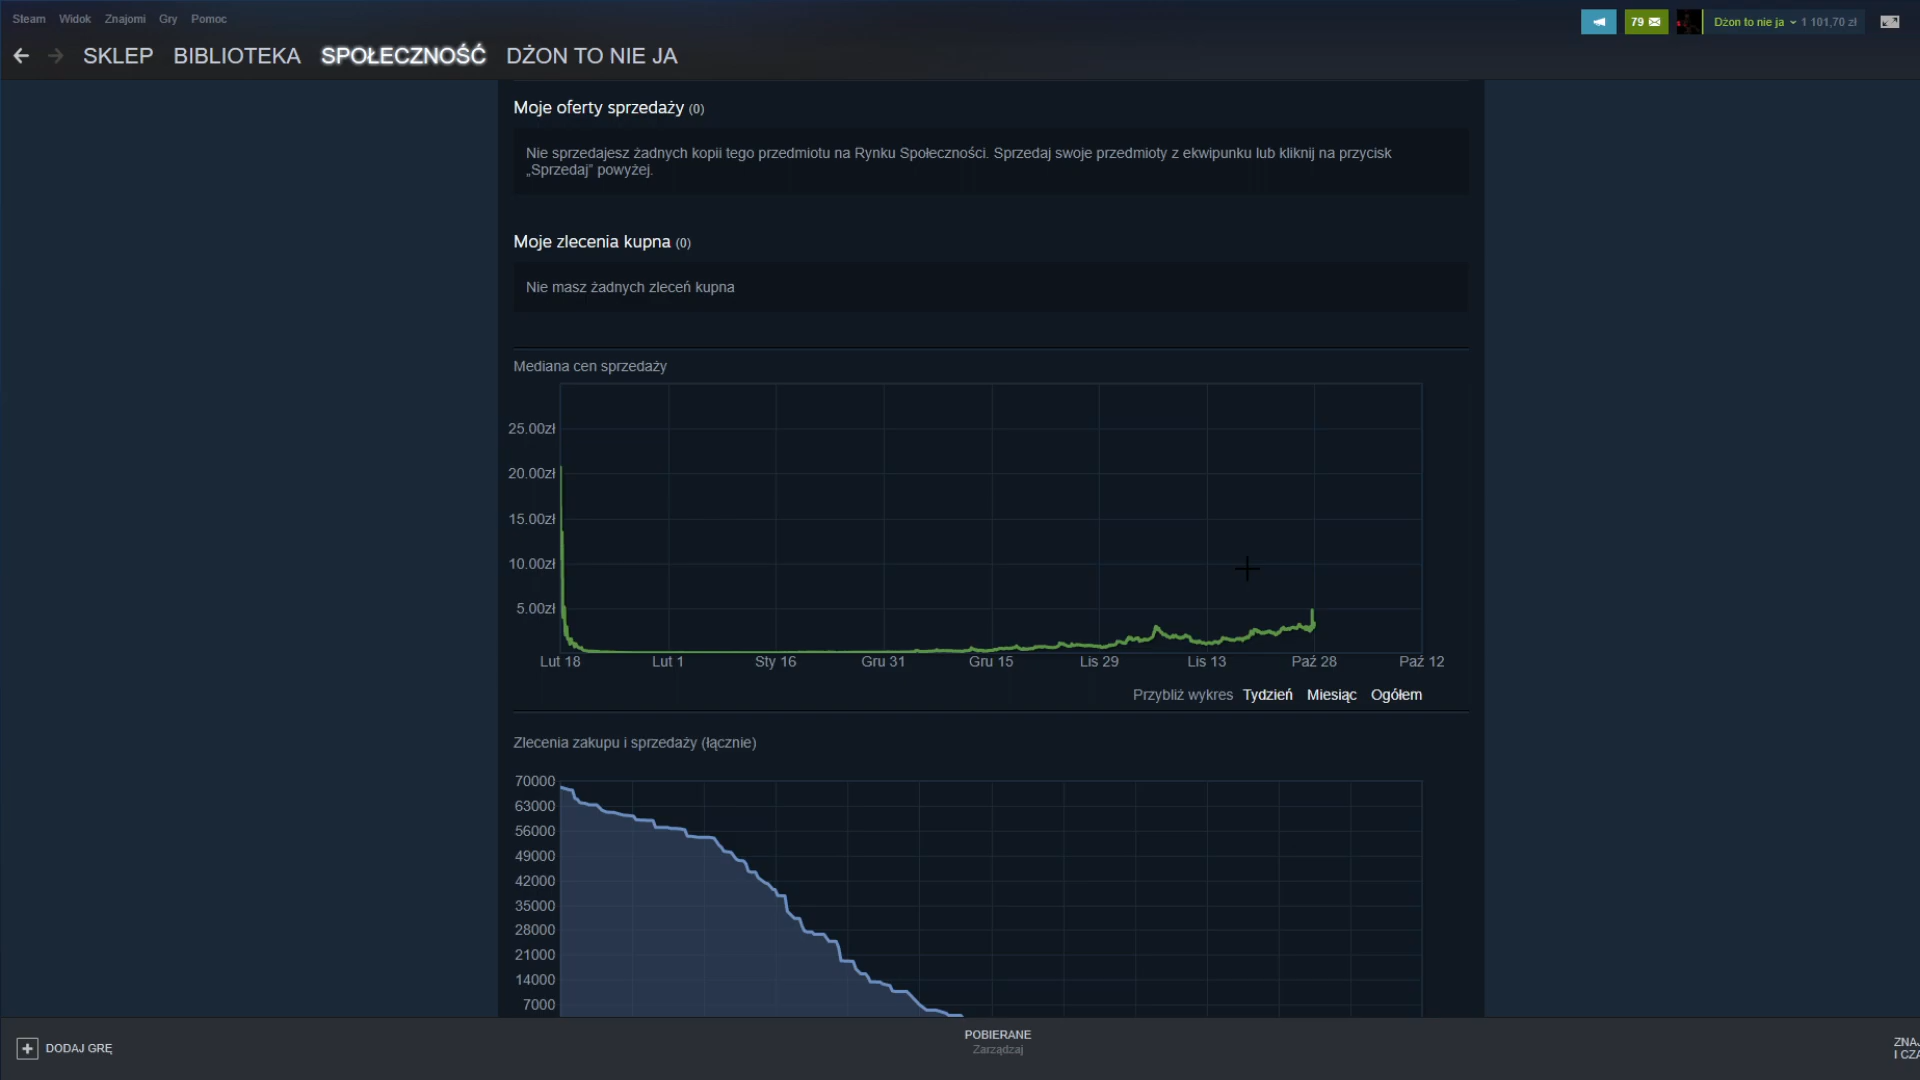 Steam Widok Znajomi Gry Pomoc
79
Dżon to nie ja 1 101,70 zł
SKLEP BIBLIOTEKA SPOŁECZNOŚĆ DŻON TO NIE JA
Moje oferty sprzedaży (0)
Nie sprzedajesz żadnych kopii tego przedmiotu na Rynku Społeczności. Sprzedaj swoje przedmioty z ekwipunku lub kliknij na przycisk
„Sprzedaj" powyżej.
Moje zlecenia kupna (0)
Nie masz żadnych zleceń kupna
Mediana cen sprzedaży
25.00zł
20.00zł
15.00zł
10.00zł
5.00zł
Lut 18 Lut 1 Sty 16 Gru 31 Gru 15 Lis 29 Lis 13 Paź 28 Paź 12
Przybliż wykres Tydzień Miesiąc Ogółem
Zlecenia zakupu i sprzedaży (łącznie)
70000
63000
56000
49000
42000
35000
28000
21000
14000
7000
DODAJ GRĘ
POBIERANE
Zarządzaj
ZNAJ
I CZA